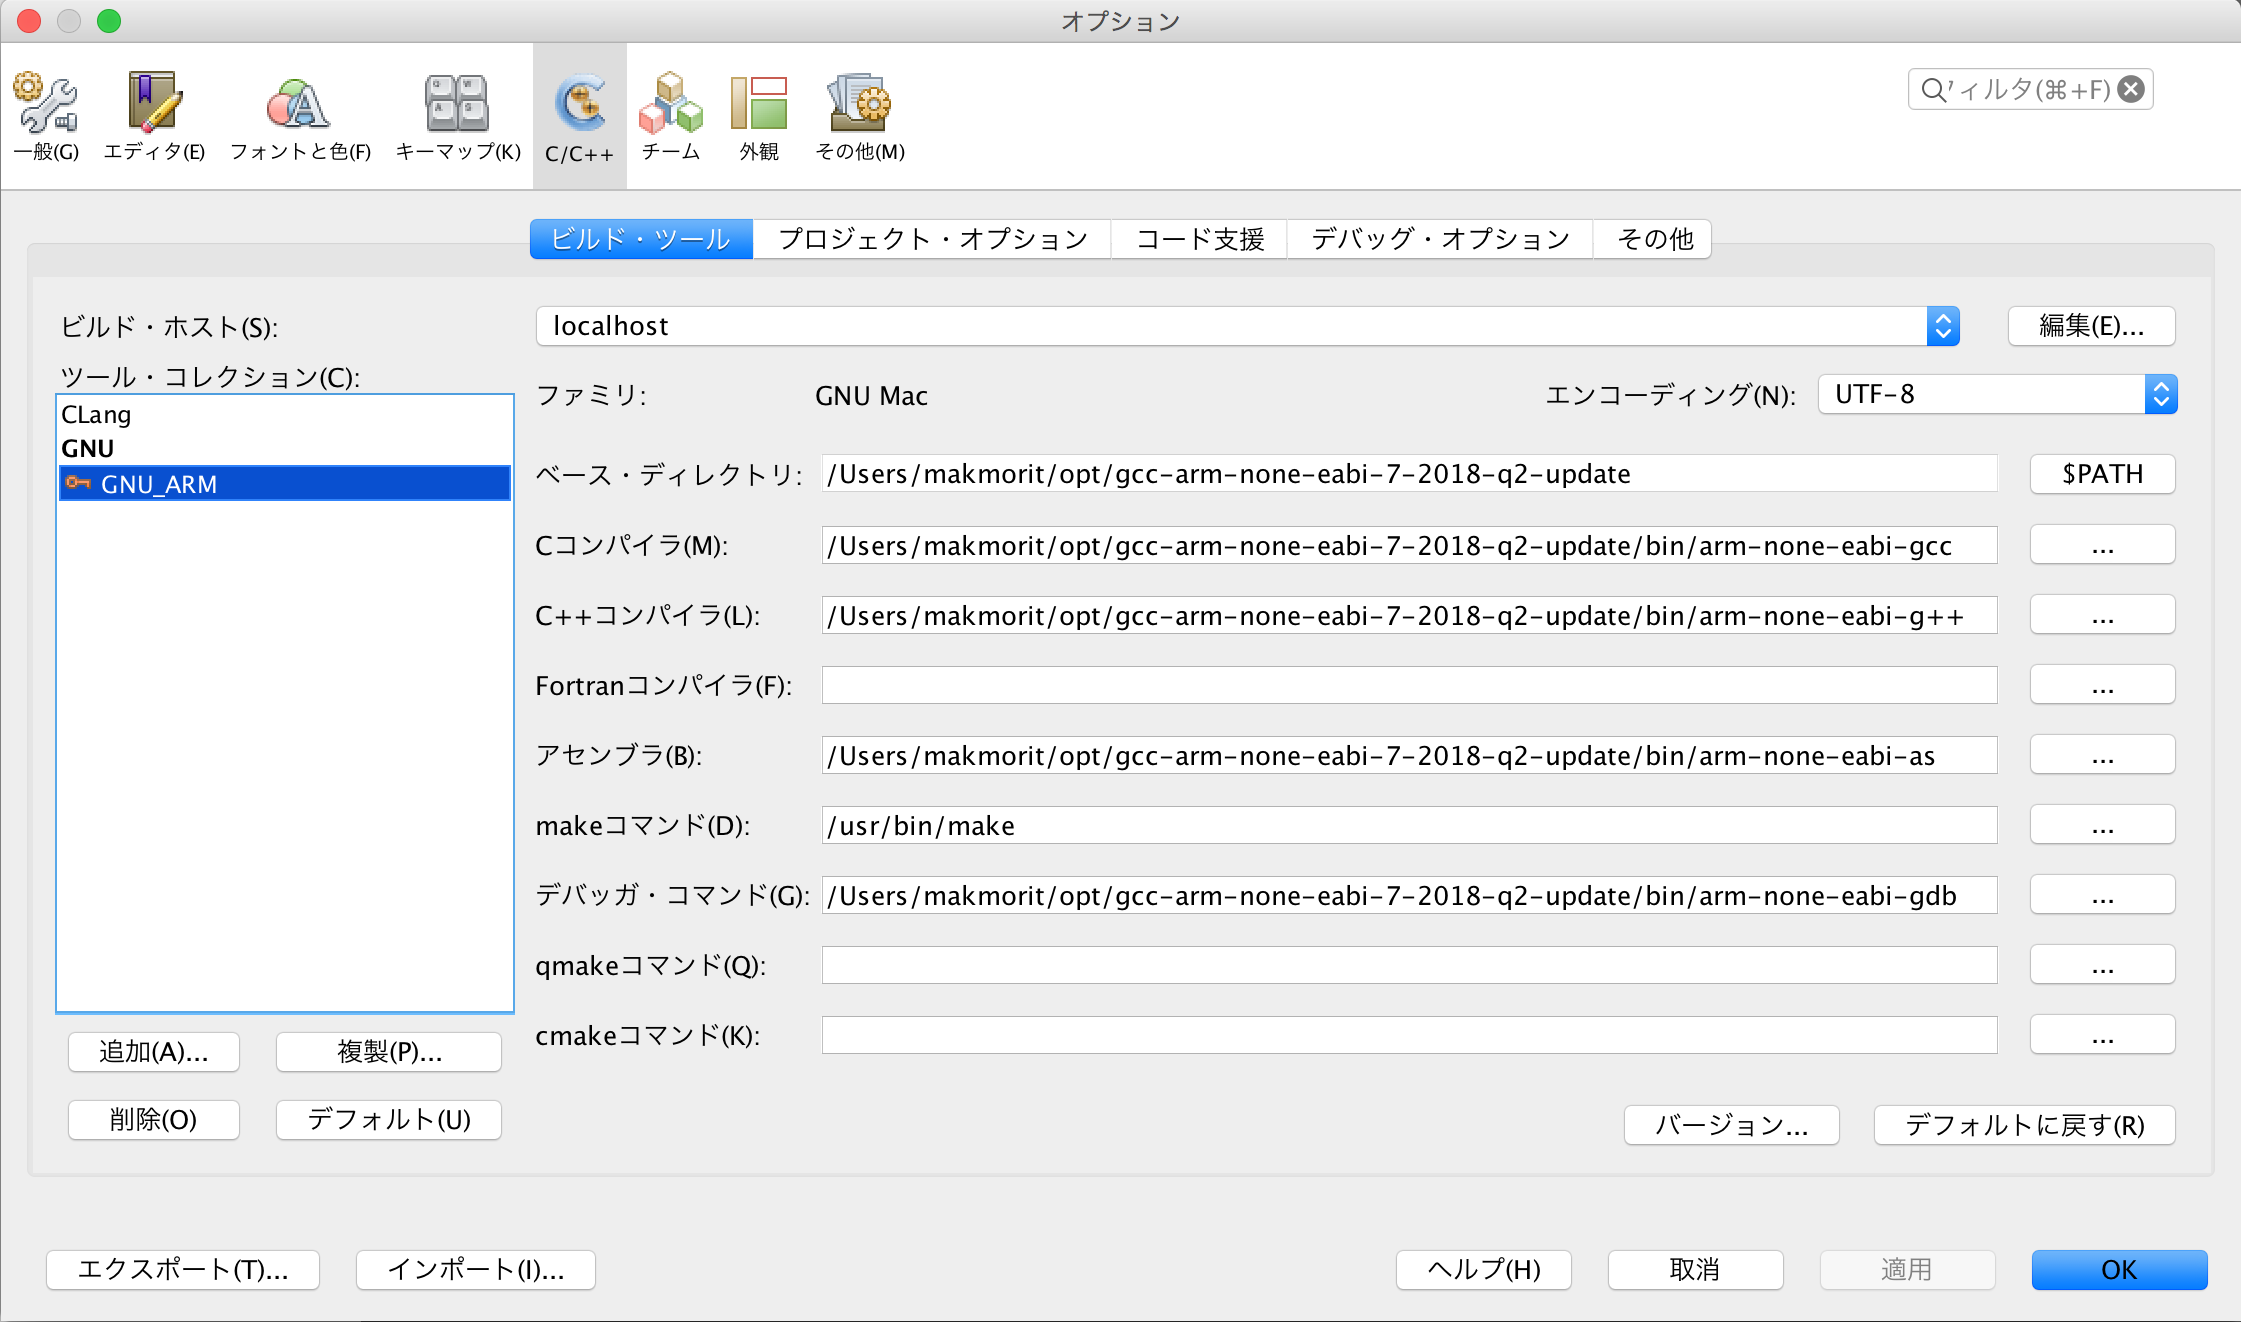 オプション
一般(G) エディタ(E) フォントと色(F) キーマップ(K) C/C++ チーム 外観 その他(M)
ィルタ(⌘+F)
ビルド・ツール プロジェクト・オプション コード支援 デバッグ・オプション その他
ビルド・ホスト(S): localhost 編集(E)...
ツール・コレクション(C):
CLang
GNU
GNU_ARM
ファミリ: GNU Mac エンコーディング(N): UTF-8
ベース・ディレクトリ: /Users/makmorit/opt/gcc-arm-none-eabi-7-2018-q2-update $PATH
Cコンパイラ(M): /Users/makmorit/opt/gcc-arm-none-eabi-7-2018-q2-update/bin/arm-none-eabi-gcc ...
C++コンパイラ(L): /Users/makmorit/opt/gcc-arm-none-eabi-7-2018-q2-update/bin/arm-none-eabi-g++ ...
Fortranコンパイラ(F): ...
アセンブラ(B): /Users/makmorit/opt/gcc-arm-none-eabi-7-2018-q2-update/bin/arm-none-eabi-as ...
makeコマンド(D): /usr/bin/make ...
デバッガ・コマンド(G): /Users/makmorit/opt/gcc-arm-none-eabi-7-2018-q2-update/bin/arm-none-eabi-gdb ...
qmakeコマンド(Q): ...
cmakeコマンド(K): ...
追加(A)... 複製(P)...
削除(O) デフォルト(U)
バージョン... デフォルトに戻す(R)
エクスポート(T)... インポート(I)... ヘルプ(H) 取消 適用 OK